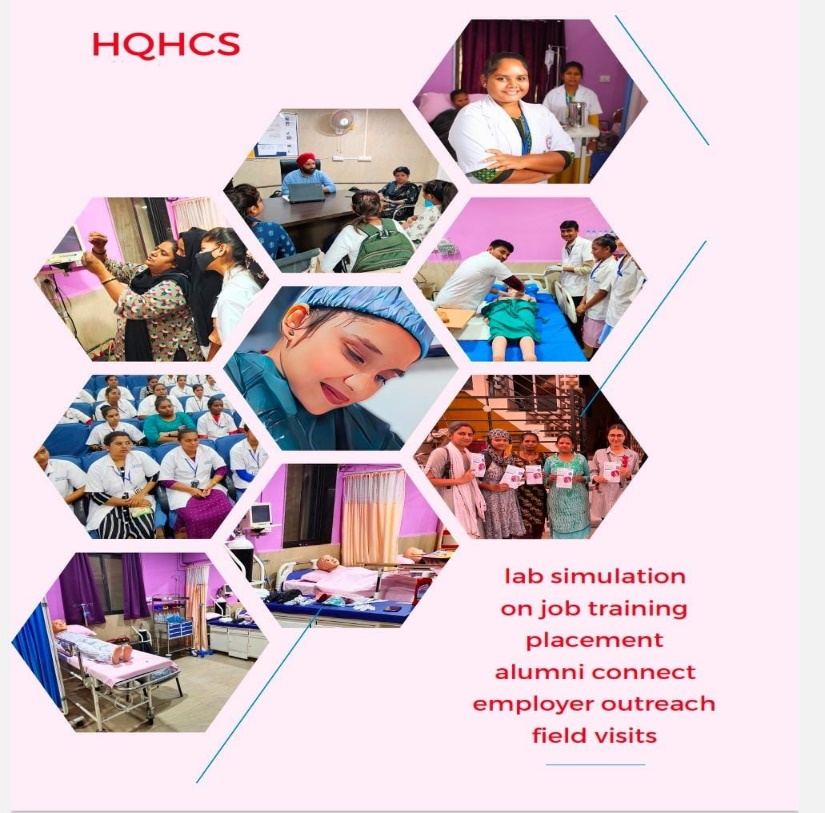 HQHCS
lab simulation
on job training
placement
alumni connect
employer outreach
field visits